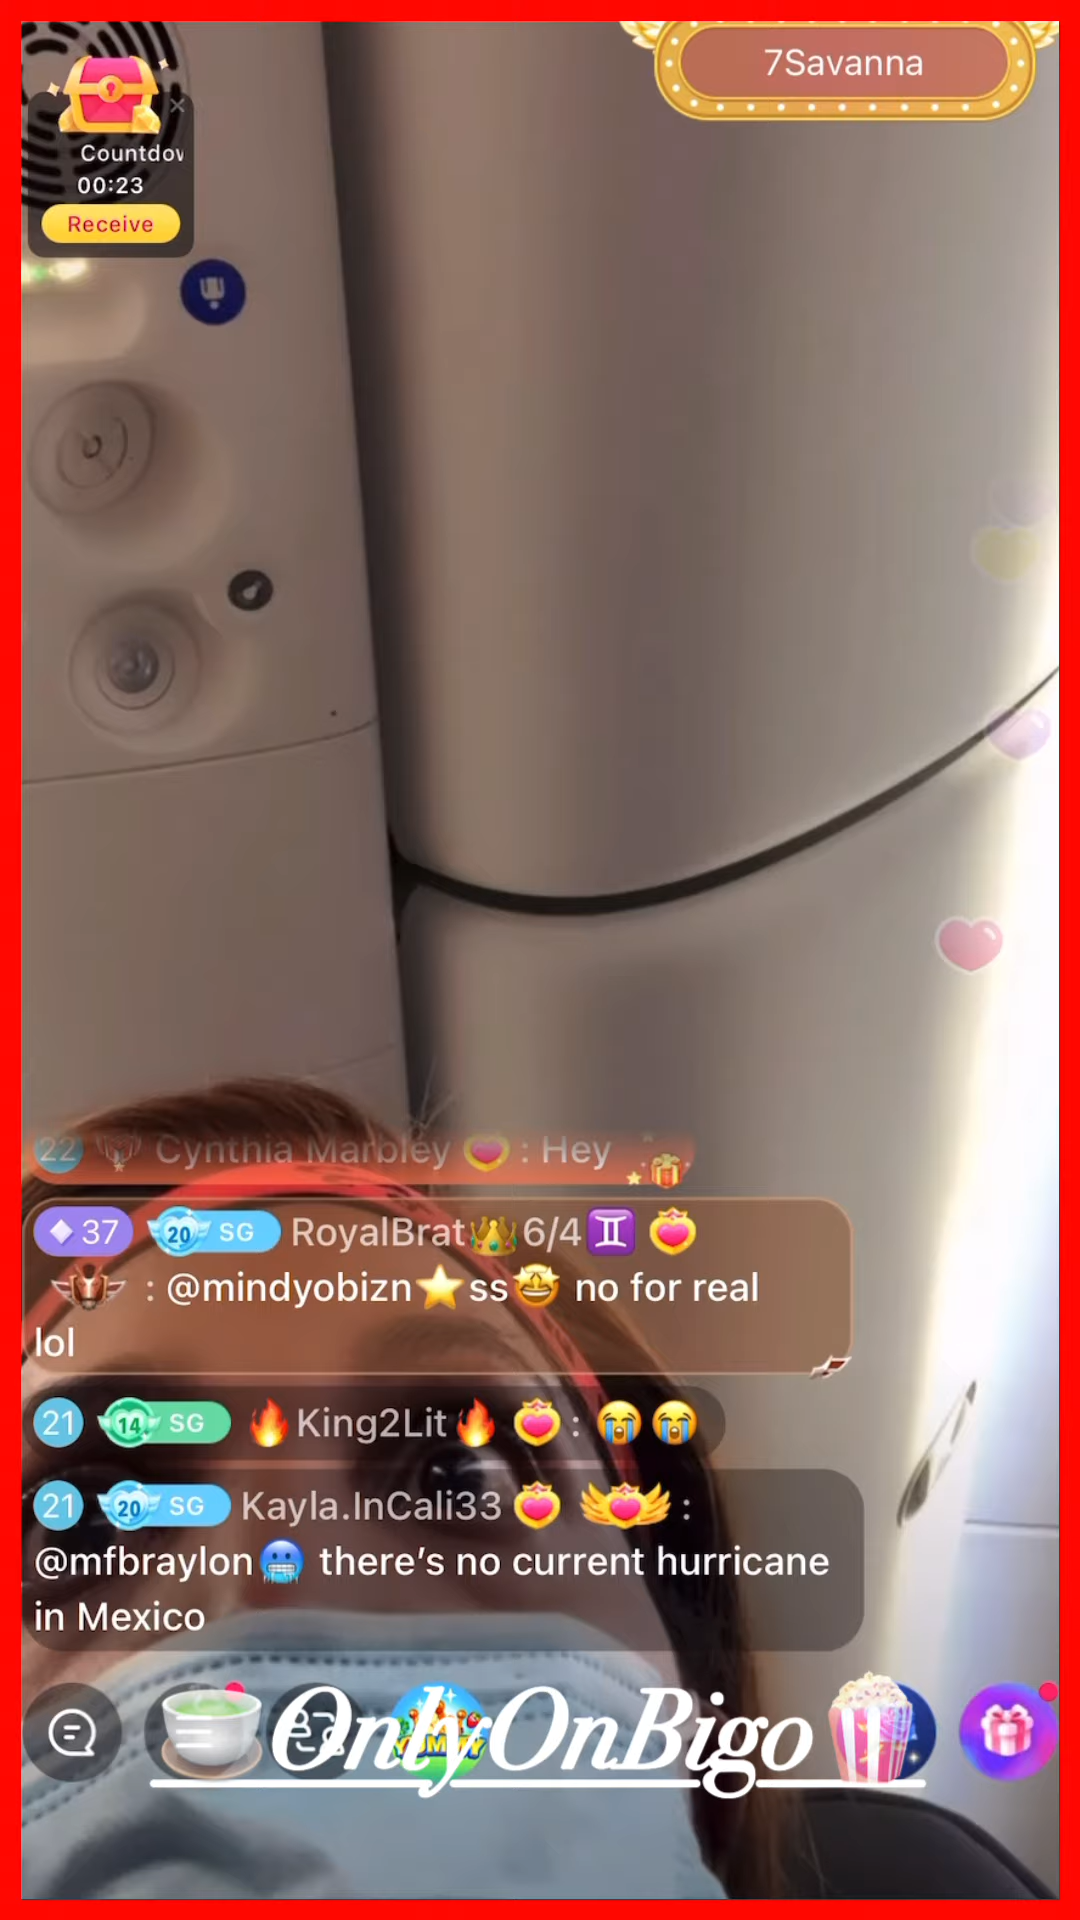 7Savanna
Countdov
00:23
Receive
22 Cynthia Marbley 💗 : Hey
37 20 SG RoyalBrat👑6/4♊ 💗
: @mindyobizn⭐ss🤩 no for real
lol
21 14 SG 🔥King2Lit🔥 💗 : 😭 😭
21 20 SG Kayla.InCali33 💗 :
@mfbraylon🥶 there’s no current hurricane
in Mexico
YUMMY
OnlyOnBigo